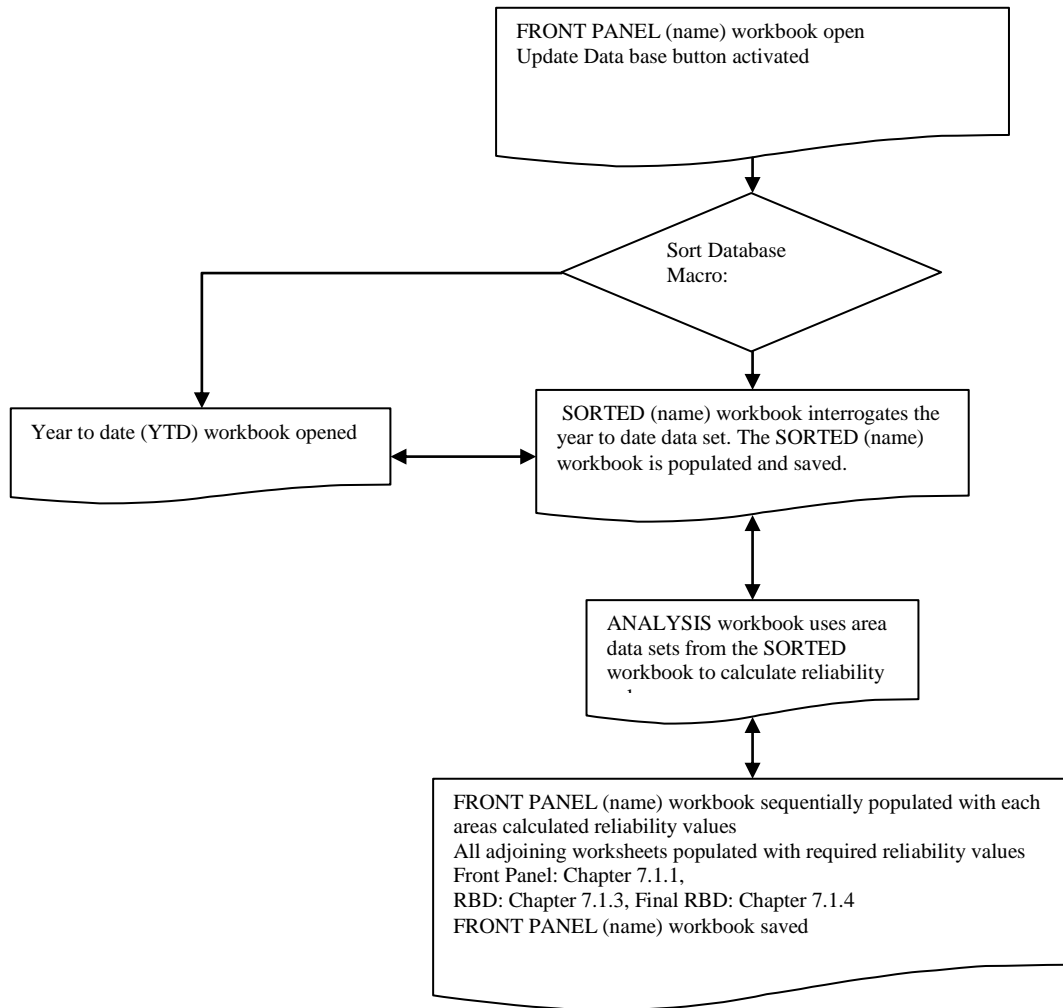 FRONT PANEL (name) workbook open
Update Data base button activated
Sort Database
Macro:
Year to date (YTD) workbook opened
SORTED (name) workbook interrogates the
year to date data set. The SORTED (name)
workbook is populated and saved.
ANALYSIS workbook uses area
data sets from the SORTED
workbook to calculate reliability
FRONT PANEL (name) workbook sequentially populated with each
areas calculated reliability values
All adjoining worksheets populated with required reliability values
Front Panel: Chapter 7.1.1,
RBD: Chapter 7.1.3, Final RBD: Chapter 7.1.4
FRONT PANEL (name) workbook saved